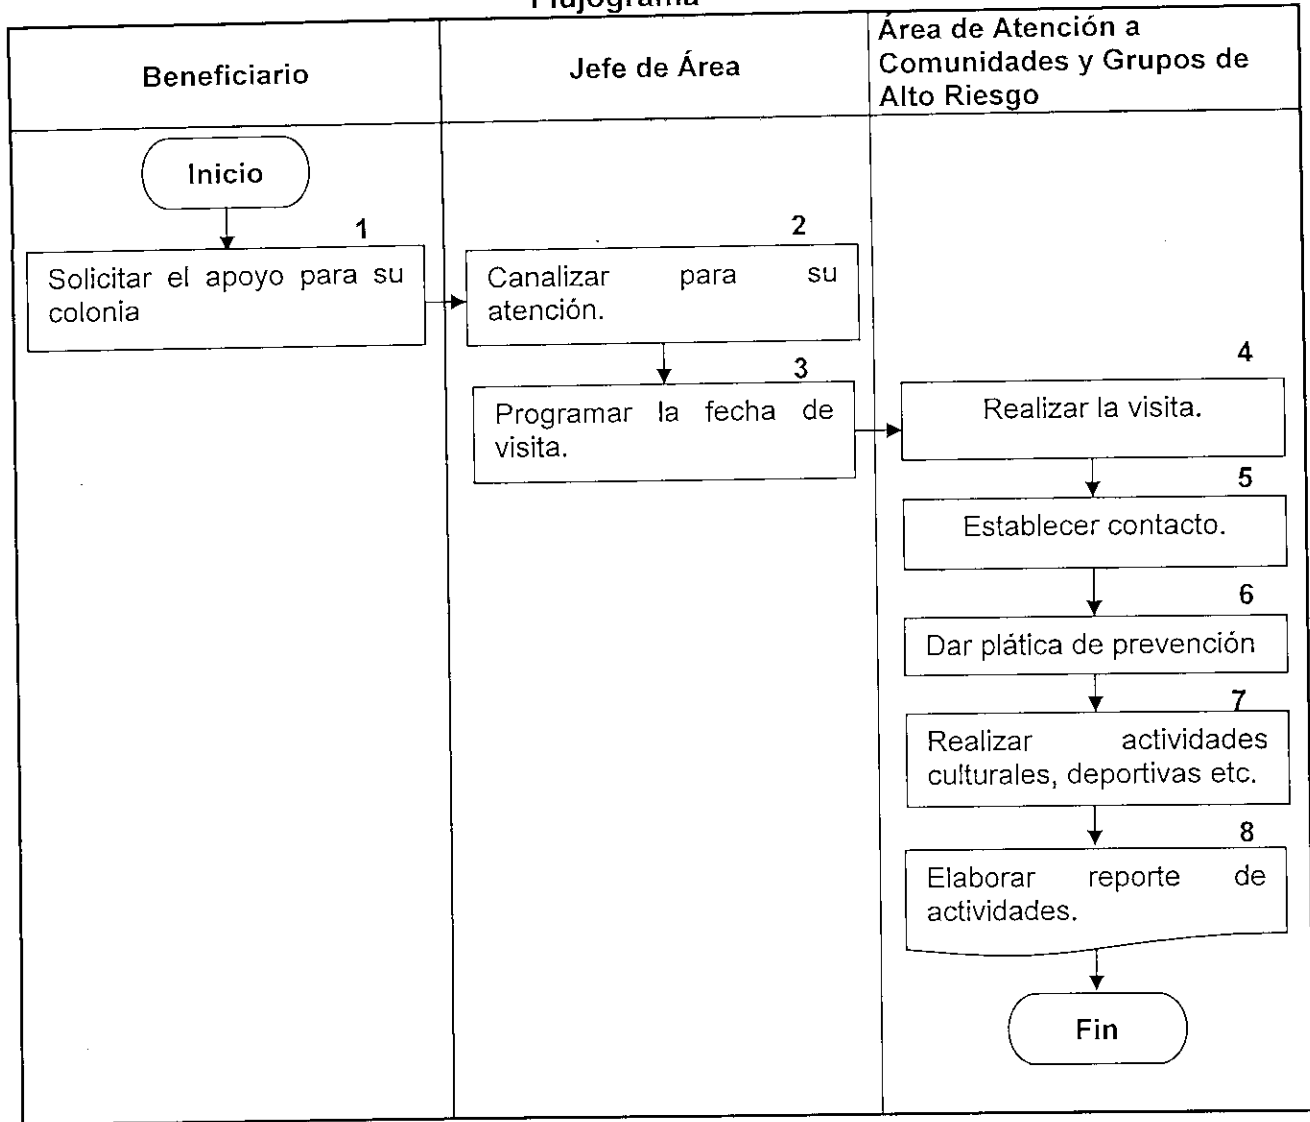 Flujograma
Beneficiario
Jefe de Área
Área de Atención a
Comunidades y Grupos de
Alto Riesgo
Inicio
1
Solicitar el apoyo para su
colonia
2
Canalizar para su
atención.
3
Programar la fecha de
visita.
4
Realizar la visita.
5
Establecer contacto.
6
Dar plática de prevención
7
Realizar actividades
culturales, deportivas etc.
8
Elaborar reporte de
actividades.
Fin